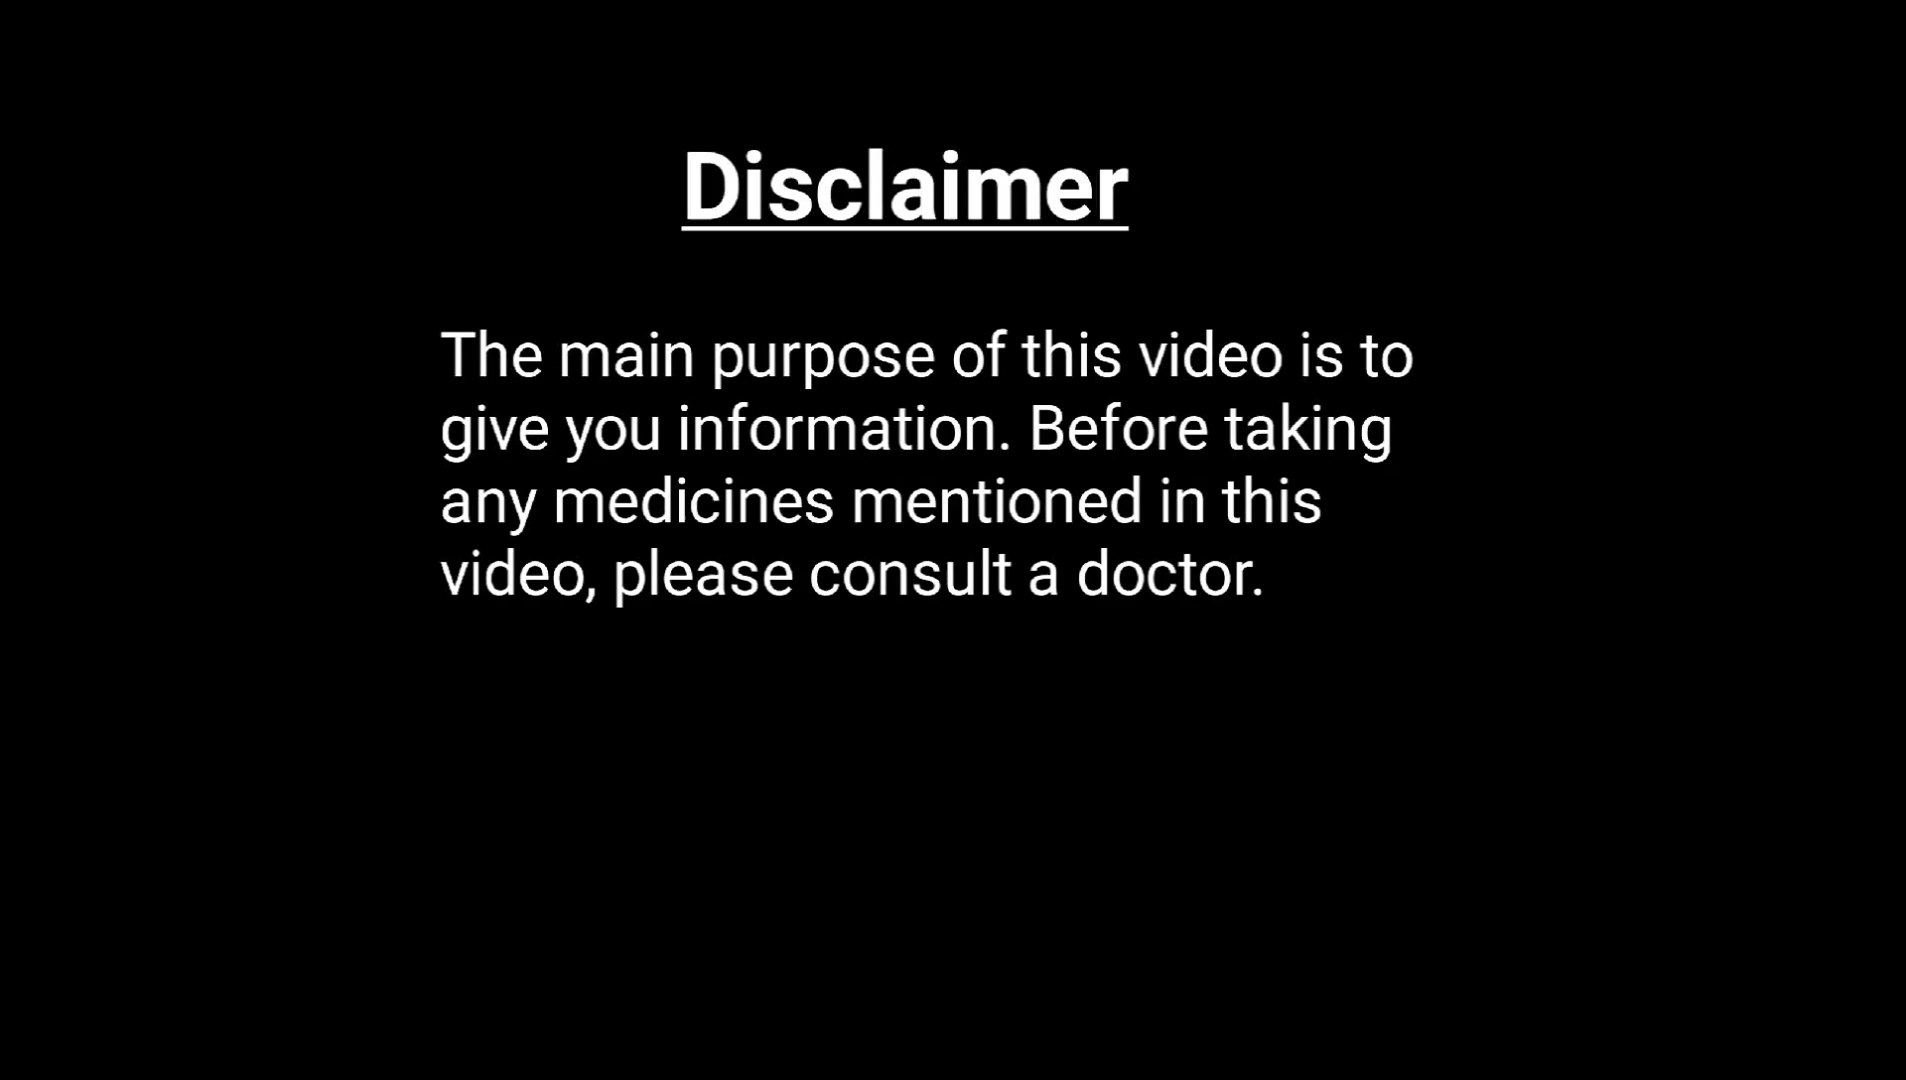 Disclaimer
The main purpose of this video is to
give you information. Before taking
any medicines mentioned in this
video, please consult a doctor.